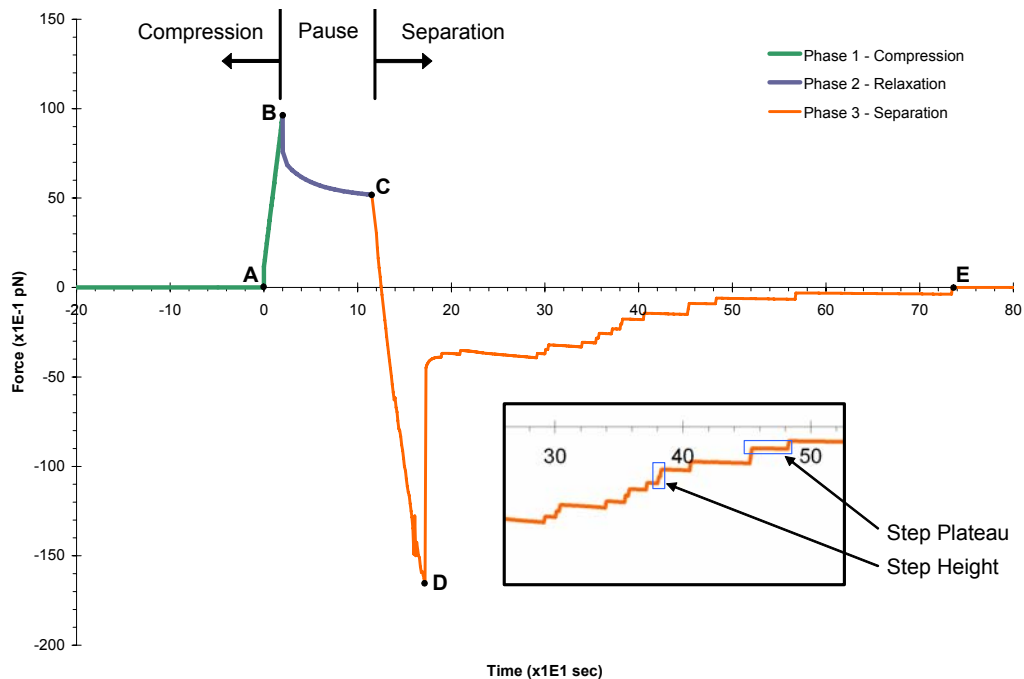 150
Compression
Pause
Separation
Phase 1 - Compression
Phase 2 - Relaxation
Phase 3 - Separation
100
B
50
C
A
E
0
-20
-10
0
10
20
30
40
50
60
70
80
-50
-100
-150
-200
D
30
40
50
Step Plateau
Step Height
Force (x1E-1 pN)
Time (x1E1 sec)